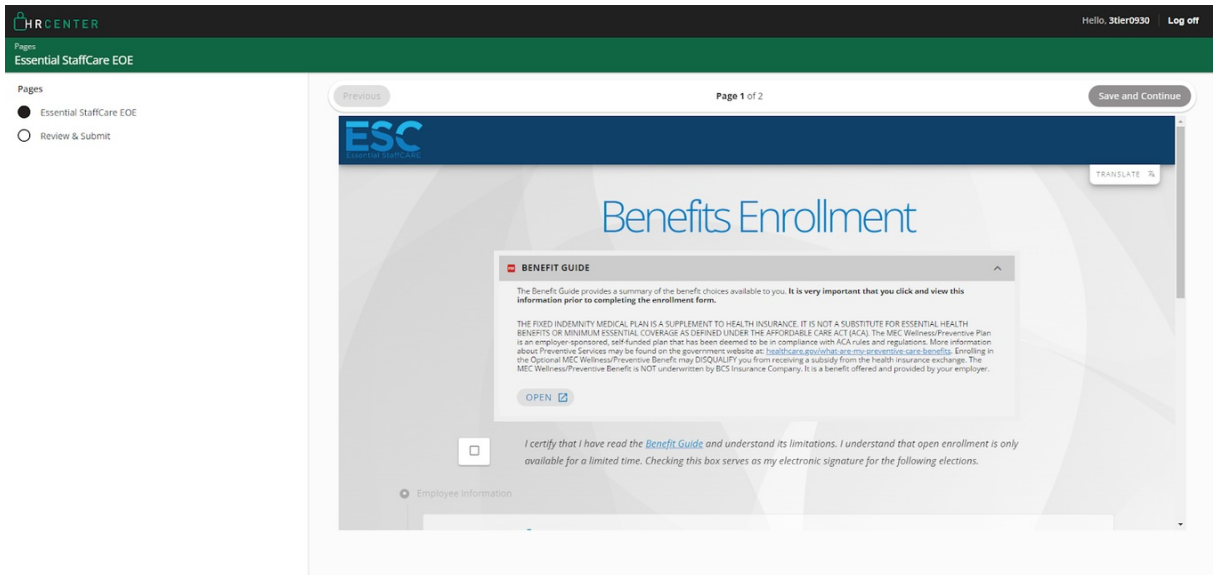 HRCENTER
Hello, 3tier0930
Log off
Pages
Essential StaffCare EOE
Pages
Essential StaffCare EOE
Review & Submit
Previous
Page 1 of 2
Save and Continue
ESC
Essential StaffCARE
TRANSLATE
Benefits Enrollment
BENEFIT GUIDE
The Benefit Guide provides a summary of the benefit choices available to you. It is very important that you click and view this
information prior to completing the enrollment form.
THE FIXED INDEMNITY MEDICAL PLAN IS A SUPPLEMENT TO HEALTH INSURANCE. IT IS NOT A SUBSTITUTE FOR ESSENTIAL HEALTH
BENEFITS OR MINIMUM ESSENTIAL COVERAGE AS DEFINED UNDER THE AFFORDABLE CARE ACT (ACA). The MEC Wellness/Preventive Plan
is an employer-sponsored, self-funded plan that has been deemed to be in compliance with ACA rules and regulations. More information
about Preventive Services may be found on the government website at: healthcare.gov/what-are-my-preventive-care-benefits. Enrolling in
the Optional MEC Wellness/Preventive Benefit may DISQUALIFY you from receiving a subsidy from the health insurance exchange. The
MEC Wellness/Preventive Benefit is NOT underwritten by BCS Insurance Company. It is a benefit offered and provided by your employer.
OPEN
I certify that I have read the Benefit Guide and understand its limitations. I understand that open enrollment is only
available for a limited time. Checking this box serves as my electronic signature for the following elections.
Employee Information